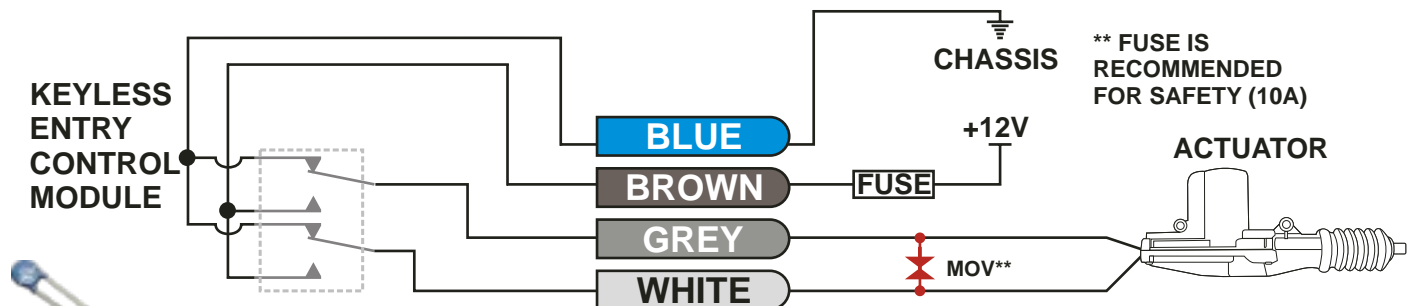 KEYLESS
ENTRY
CONTROL
MODULE
BLUE
BROWN
GREY
WHITE
CHASSIS
+12V
FUSE
MOV**
** FUSE IS
RECOMMENDED
FOR SAFETY (10A)
ACTUATOR